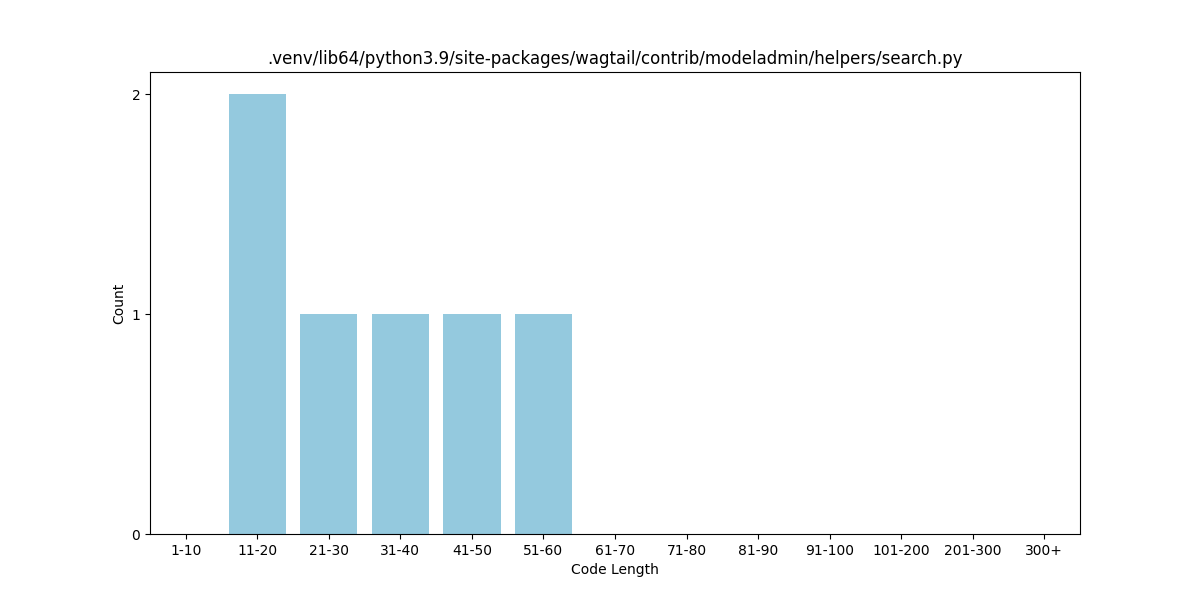 .venv/lib64/python3.9/site-packages/wagtail/contrib/modeladmin/helpers/search.py
2
1
0
Count
1-10 11-20 21-30 31-40 41-50 51-60 61-70 71-80 81-90 91-100 101-200 201-300 300+
Code Length